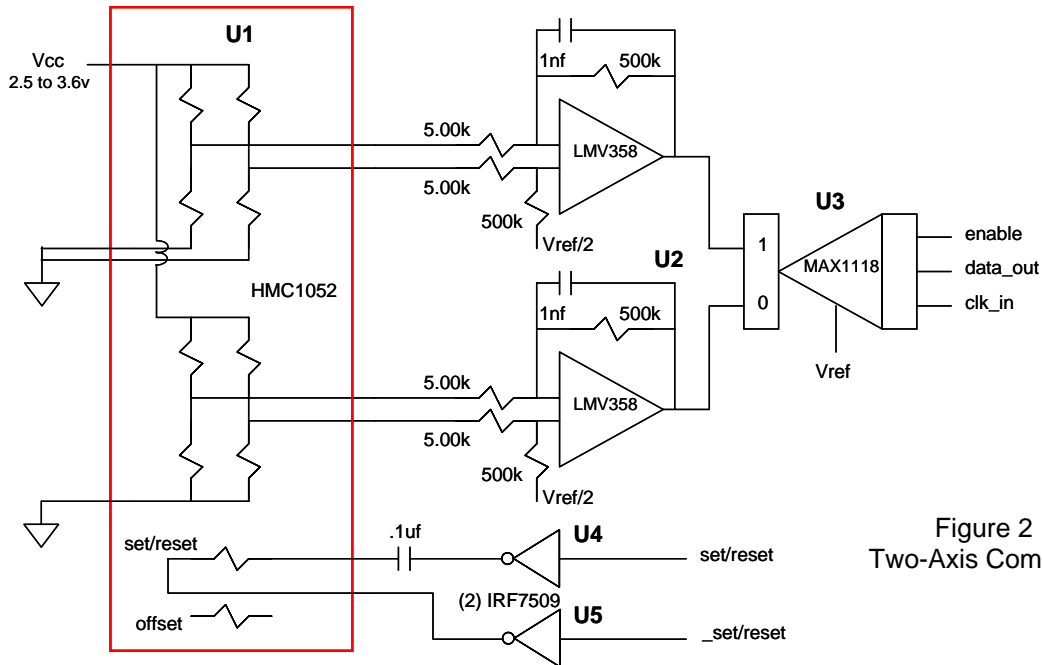 U1
Vcc
2.5 to 3.6v
1nf
500k
5.00k
LMV358
5.00k
500k
Vref/2
U3
1
0
MAX1118
enable
data_out
clk_in
Vref
HMC1052
U2
1nf
500k
5.00k
LMV358
5.00k
500k
Vref/2
set/reset
.1uf
U4
set/reset
(2) IRF7509
offset
U5
_set/reset
Figure 2
Two-Axis Com